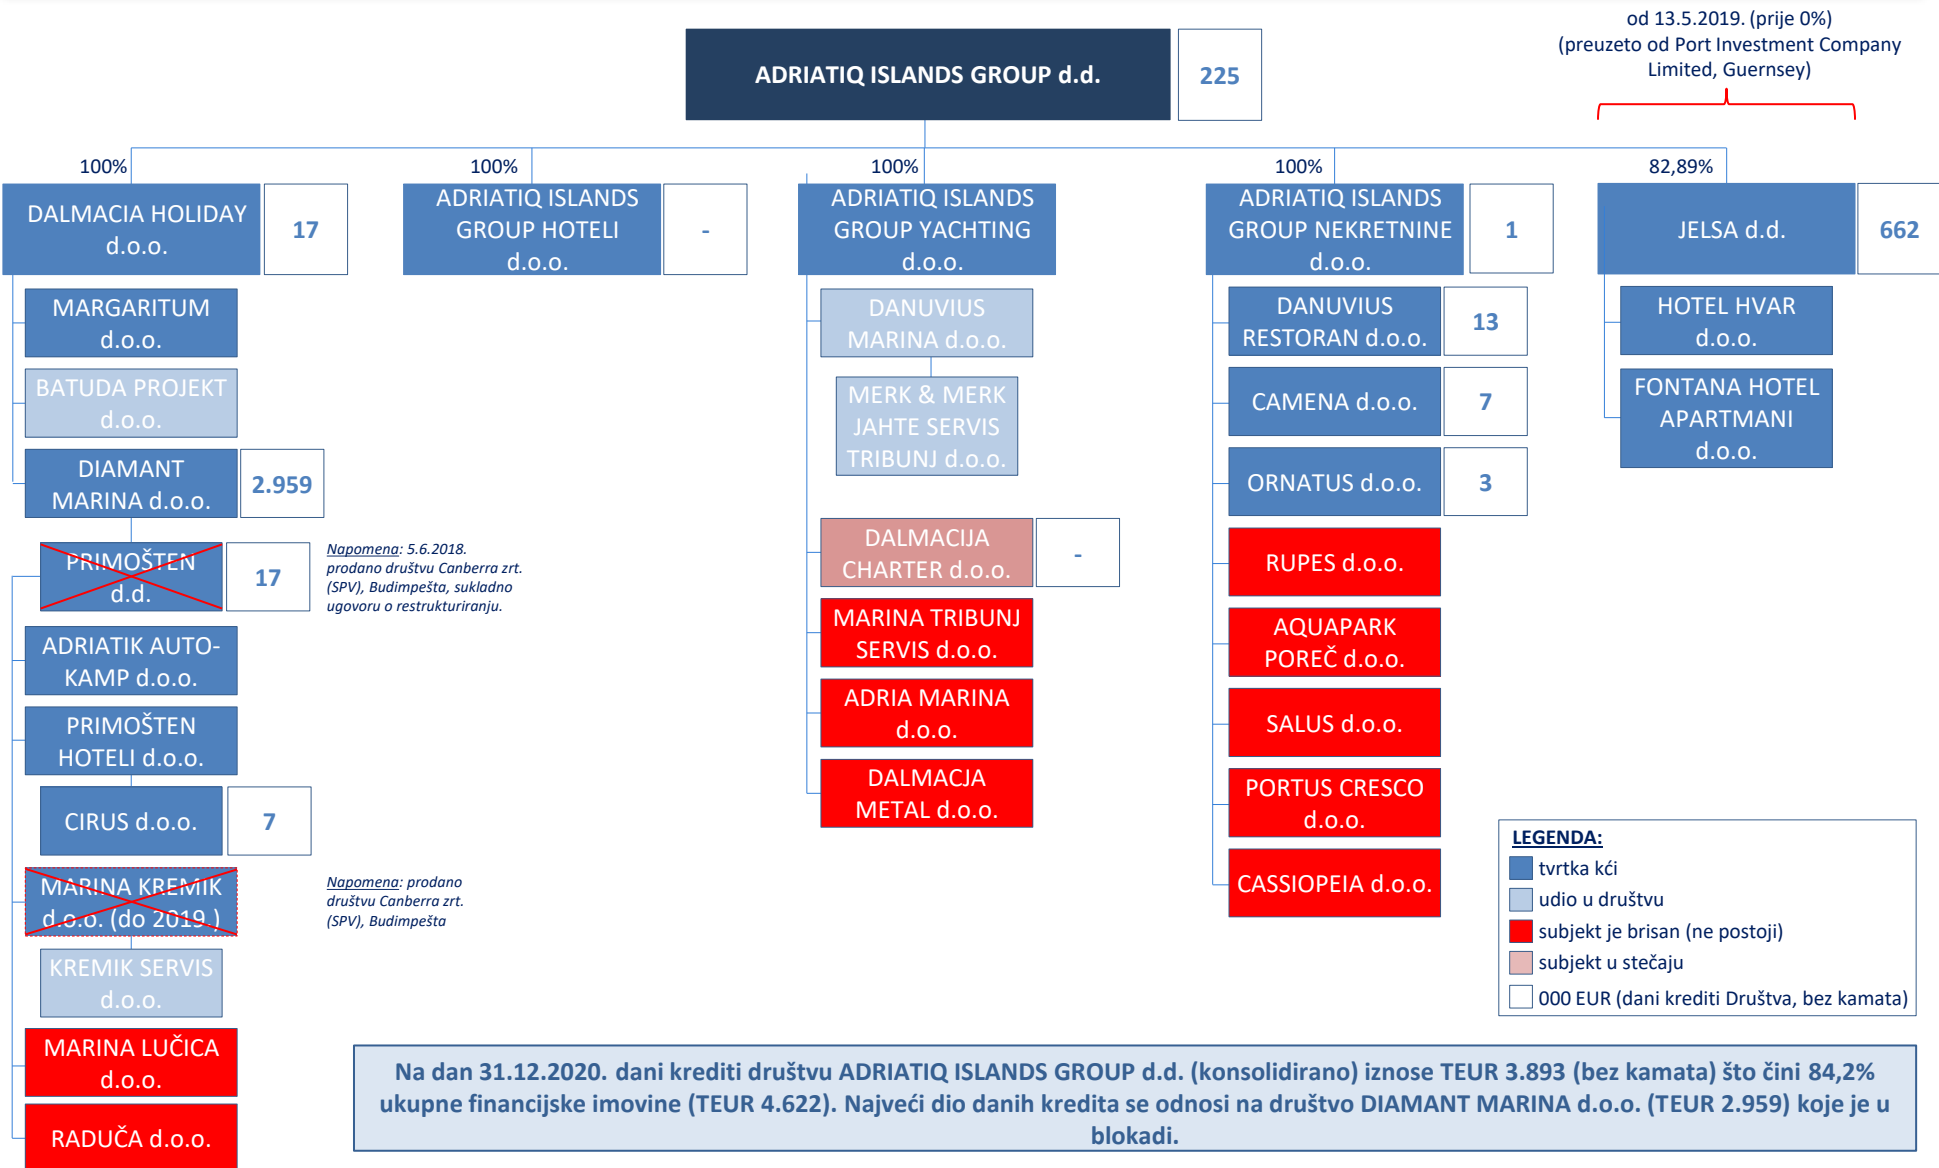 od 13.5.2019. (prije 0%)
(preuzeto od Port Investment Company
Limited, Guernsey)
ADRIATIQ ISLANDS GROUP d.d.
225
100%
100%
100%
100%
82,89%
DALMACIA HOLIDAY
d.o.o.
17
ADRIATIQ ISLANDS
GROUP HOTELI
d.o.o.
-
ADRIATIQ ISLANDS
GROUP YACHTING
d.o.o.
ADRIATIQ ISLANDS
GROUP NEKRETNINE
d.o.o.
1
JELSA d.d.
662
MARGARITUM
d.o.o.
BATUDA PROJEKT
d.o.o.
DIAMANT
MARINA d.o.o.
2.959
PRIMOŠTEN
d.d.
17
Napomena: 5.6.2018.
prodano društvu Canberra zrt.
(SPV), Budimpešta, sukladno
ugovoru o restrukturiranju.
ADRIATIK AUTO-
KAMP d.o.o.
PRIMOŠTEN
HOTELI d.o.o.
CIRUS d.o.o.
7
MARINA KREMIK
d.o.o. (do 2019.)
Napomena: prodano
društvu Canberra zrt.
(SPV), Budimpešta
KREMIK SERVIS
d.o.o.
MARINA LUČICA
d.o.o.
RADUČA d.o.o.
DANUVIUS
MARINA d.o.o.
MERK & MERK
JAHTE SERVIS
TRIBUNJ d.o.o.
DALMACIJA
CHARTER d.o.o.
-
MARINA TRIBUNJ
SERVIS d.o.o.
ADRIA MARINA
d.o.o.
DALMACJA
METAL d.o.o.
DANUVIUS
RESTORAN d.o.o.
13
CAMENA d.o.o.
7
ORNATUS d.o.o.
3
RUPES d.o.o.
AQUAPARK
POREČ d.o.o.
SALUS d.o.o.
PORTUS CRESCO
d.o.o.
CASSIOPEIA d.o.o.
HOTEL HVAR
d.o.o.
FONTANA HOTEL
APARTMANI
d.o.o.
LEGENDA:
tvrtka kći
udio u društvu
subjekt je brisan (ne postoji)
subjekt u stečaju
000 EUR (dani krediti Društva, bez kamata)
Na dan 31.12.2020. dani krediti društvu ADRIATIQ ISLANDS GROUP d.d. (konsolidirano) iznose TEUR 3.893 (bez kamata) što čini 84,2%
ukupne financijske imovine (TEUR 4.622). Najveći dio danih kredita se odnosi na društvo DIAMANT MARINA d.o.o. (TEUR 2.959) koje je u
blokadi.